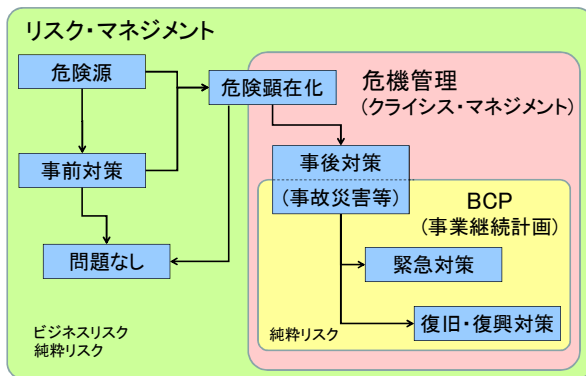 リスク・マネジメント
危険源
危険顕在化
危機管理
(クライシス・マネジメント)
事前対策
事後対策
(事故災害等)
BCP
(事業継続計画)
問題なし
緊急対策
復旧・復興対策
ビジネスリスク
純粋リスク
純粋リスク